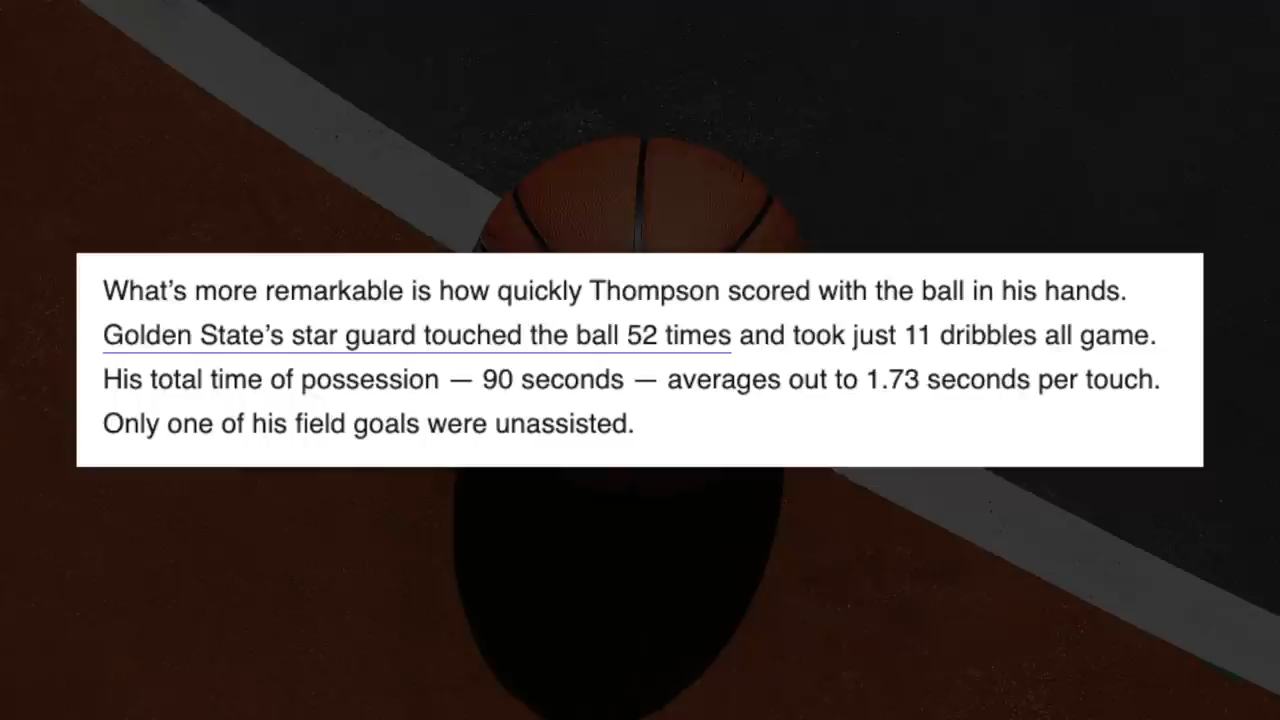 What’s more remarkable is how quickly Thompson scored with the ball in his hands.
Golden State’s star guard touched the ball 52 times and took just 11 dribbles all game.
His total time of possession — 90 seconds — averages out to 1.73 seconds per touch.
Only one of his field goals were unassisted.